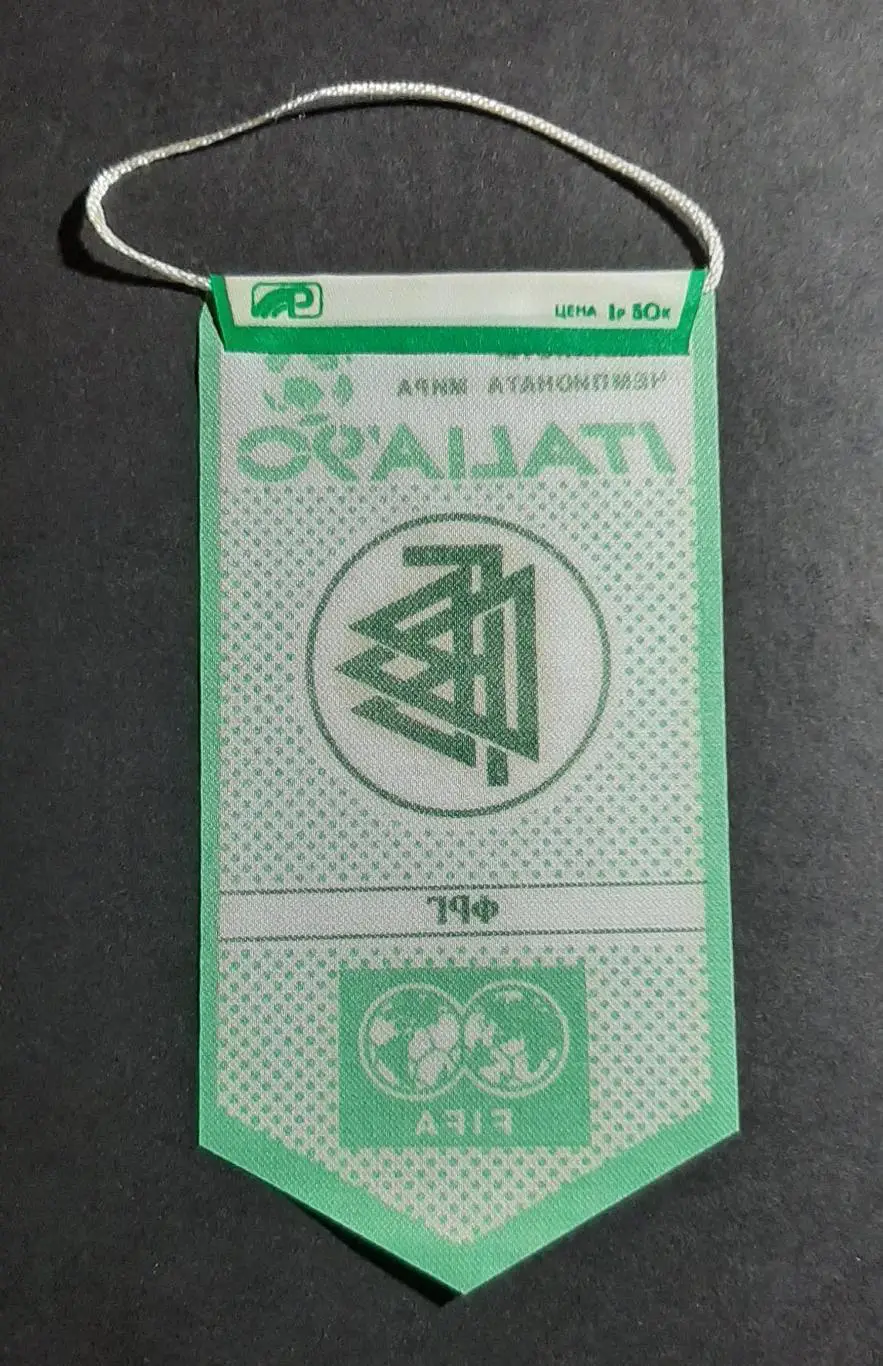 ЦЕНА 1р 50к
ЧЕМПИОНАТА МИРА
ITALIA'90
ФРГ
FIFA